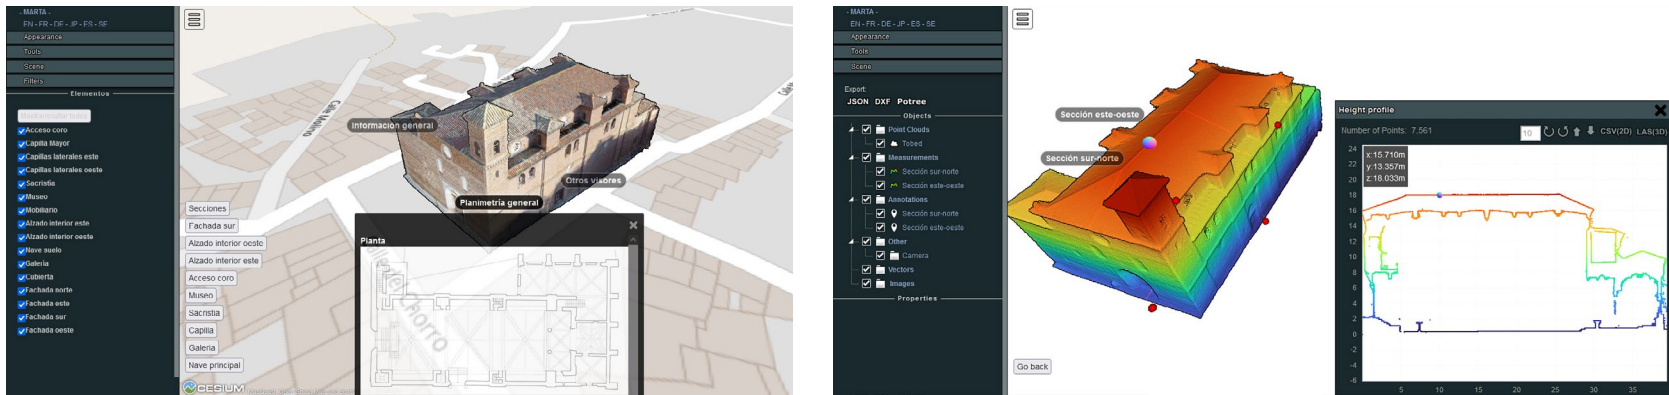 - MARTA -
EN - FR - DE - JP - ES - SE
Appearance
Tools
Scene
Filters
Elementos
Acceso coro
Capilla Mayor
Capillas laterales este
Capillas laterales oeste
Sacristía
Museo
Mobiliario
Alzado interior este
Alzado interior oeste
Nave suelo
Galería
Cubierta
Fachada norte
Fachada este
Fachada sur
Fachada oeste
Calle Molino
Información general
Otros visores
Planimetría general
Secciones
Fachada sur
Alzado interior oeste
Alzado interior este
Acceso coro
Museo
Sacristía
Capilla
Galería
Nave principal
CESIUM
Planta
Chorro
- MARTA -
EN - FR - DE - JP - ES - SE
Appearance
Tools
Scene
Export:
JSON DXF Potree
Objects
Point Clouds
Tobed
Measurements
Sección sur-norte
Sección este-oeste
Annotations
Sección sur-norte
Sección este-oeste
Other
Camera
Vectors
Images
Properties
Sección este-oeste
Sección sur-norte
Go back
Height profile
Number of Points: 7,561
10
CSV(2D) LAS(3D)
x:15.710m
y:13.357m
z:18.033m
24
22
20
18
16
14
12
10
8
6
4
2
0
-2
-4
-6
5 10 15 20 25 30 35